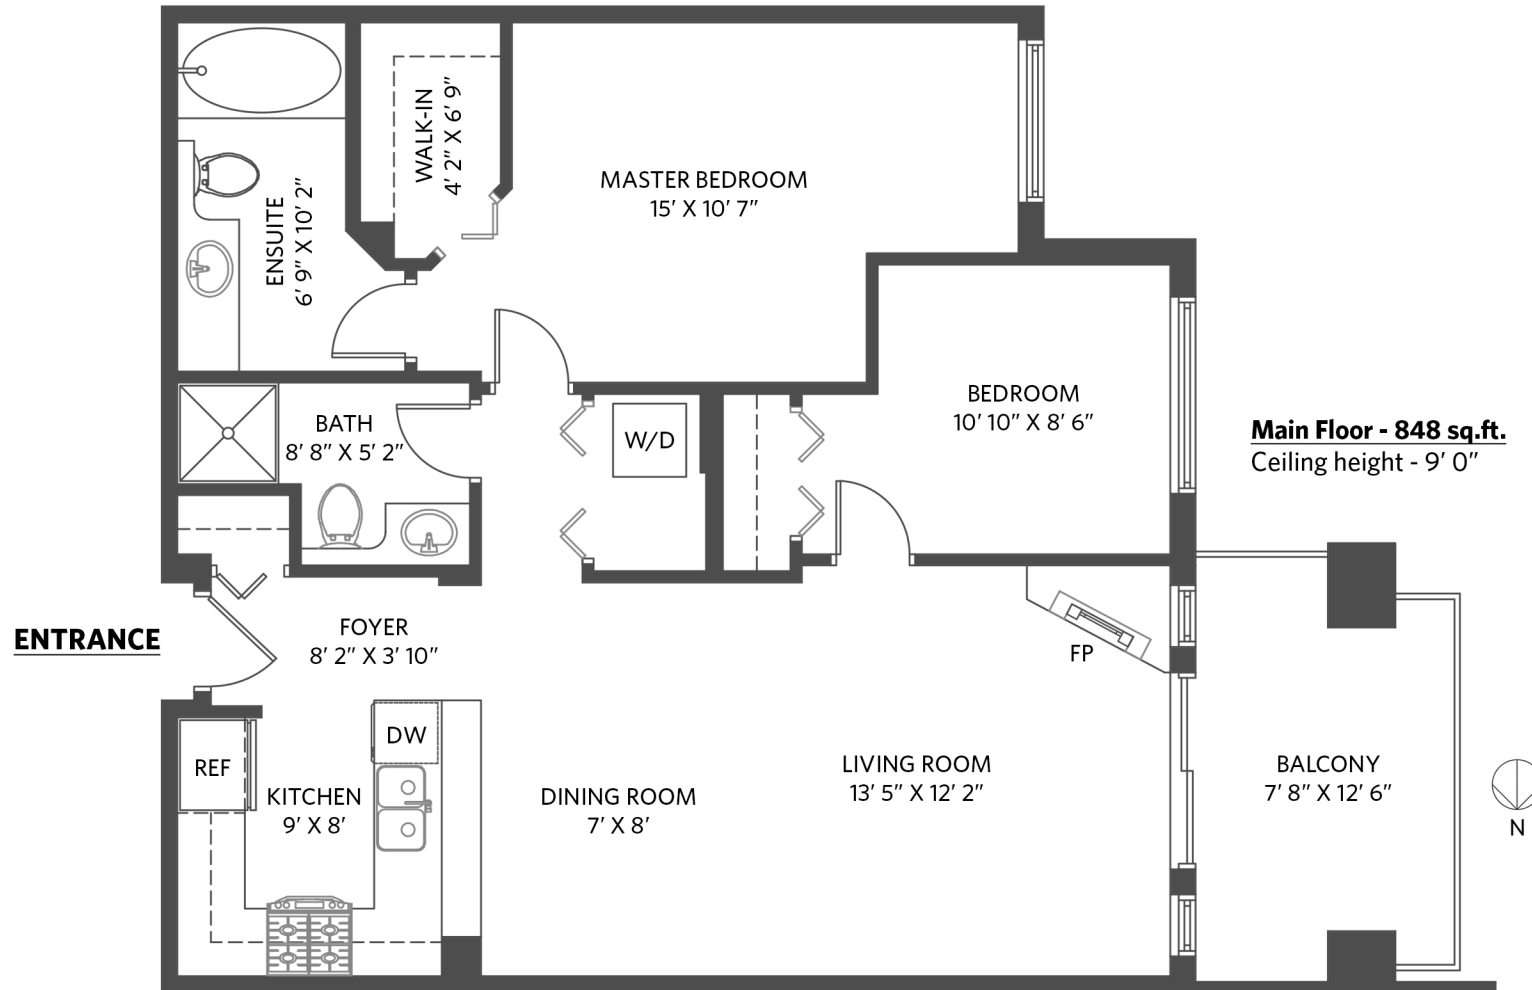 WALK-IN
4' 2" X 6' 9"
MASTER BEDROOM
15' X 10' 7"
ENSUITE
6' 9" X 10' 2"
BEDROOM
10' 10" X 8' 6"
Main Floor - 848 sq.ft.
Ceiling height - 9' 0"
BATH
8' 8" X 5' 2"
W/D
ENTRANCE
FOYER
8' 2" X 3' 10"
FP
DW
REF
KITCHEN
9' X 8'
DINING ROOM
7' X 8'
LIVING ROOM
13' 5" X 12' 2"
BALCONY
7' 8" X 12' 6"
N